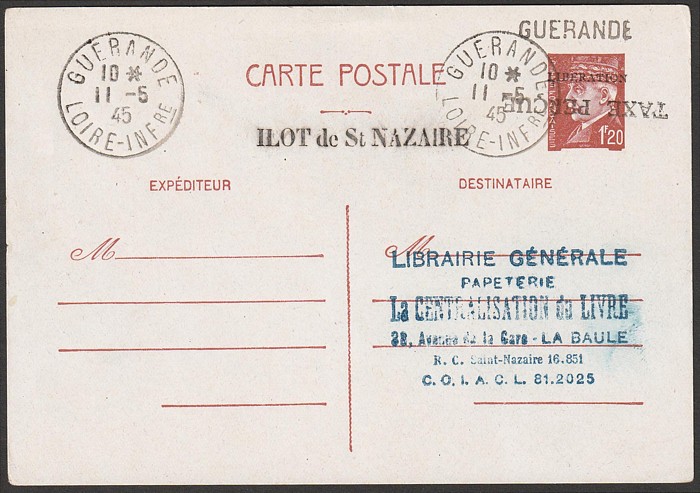 GUERANDE
GUERANDE
10 *
11 -5
45
LOIRE-INFRE
CARTE POSTALE
GUERANDE
10 *
11 -5
45
LOIRE-INFRE
LIBERATION
TAXE PERÇUE
1F20
ILOT de St NAZAIRE
EXPÉDITEUR
DESTINATAIRE
M
M
LIBRAIRIE GÉNÉRALE
PAPETERIE
La CENTRALISATION du LIVRE
38, Avenue de la Gare - LA BAULE
R. C. Saint-Nazaire 16.851
C. O. I. A. C. L. 81.2025